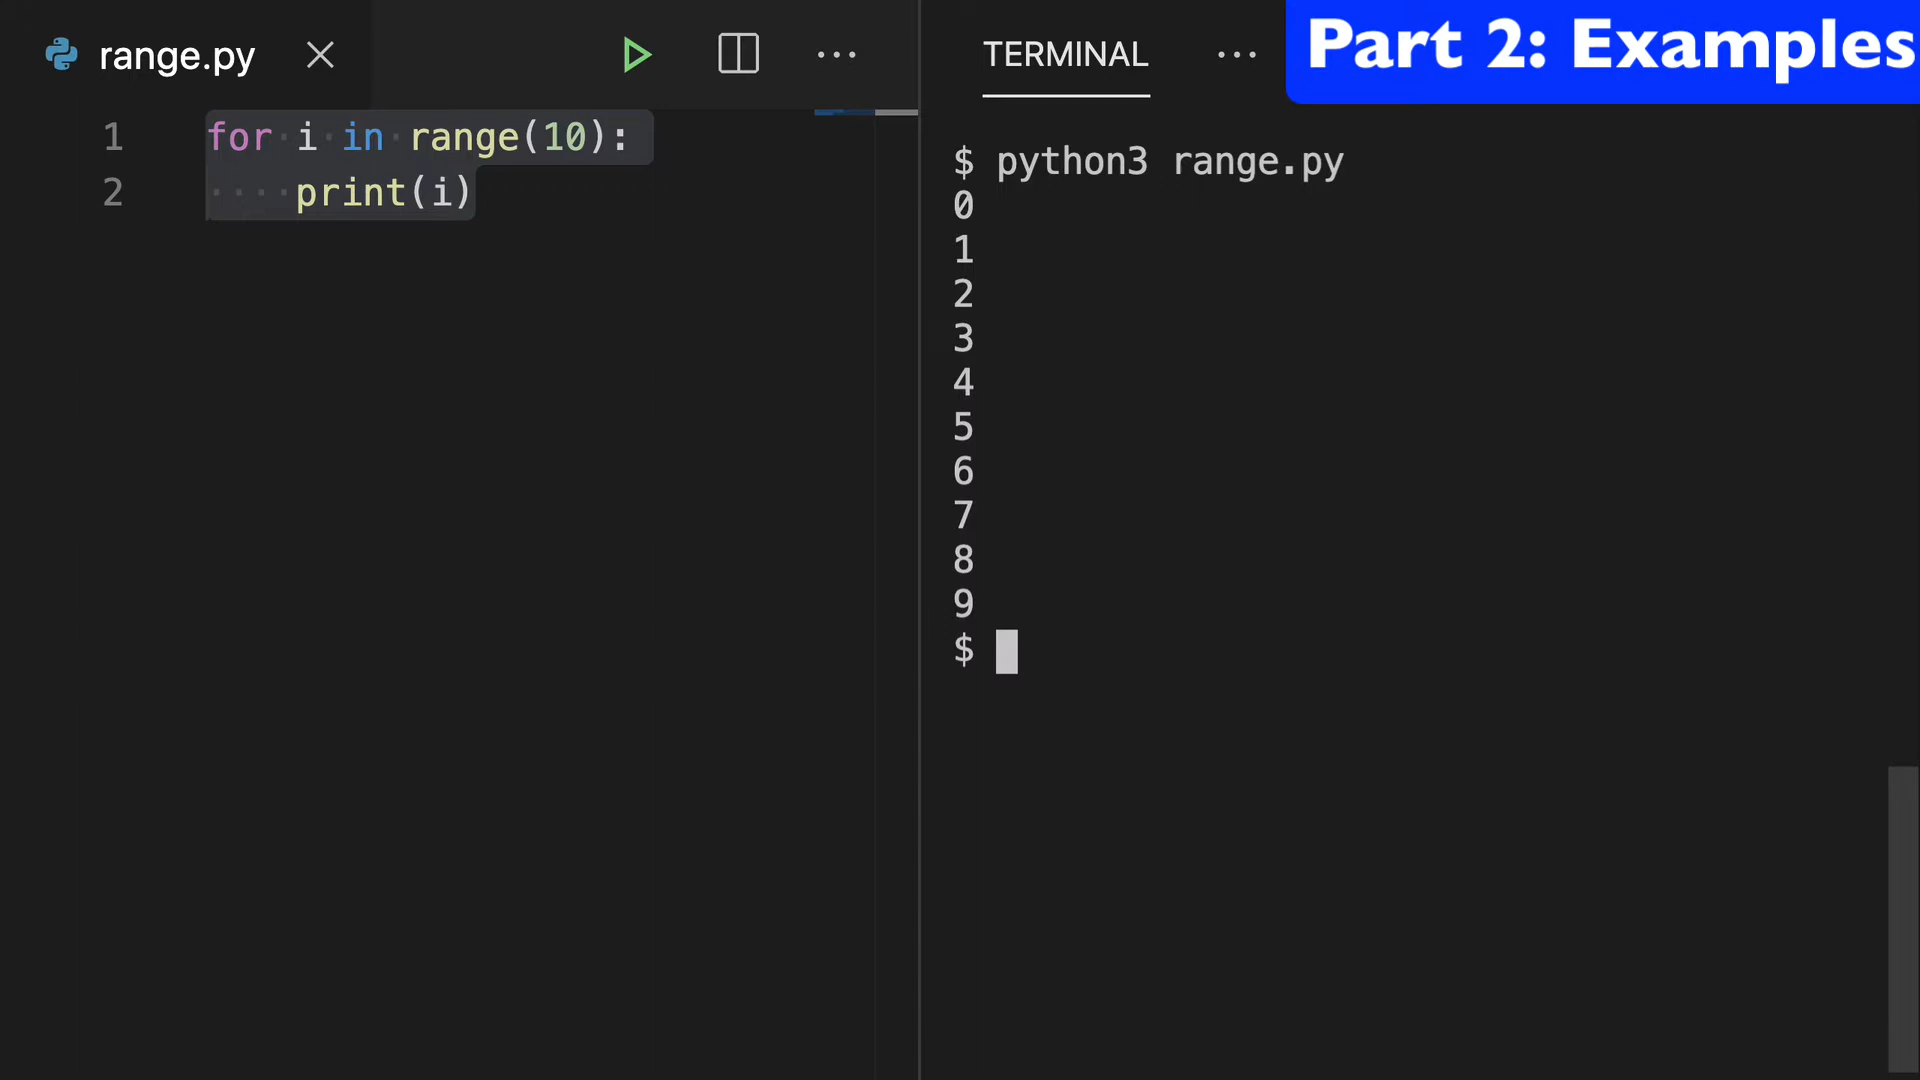 range.py
TERMINAL
Part 2: Examples
1 for i in range(10):
2     print(i)
$ python3 range.py
0
1
2
3
4
5
6
7
8
9
$